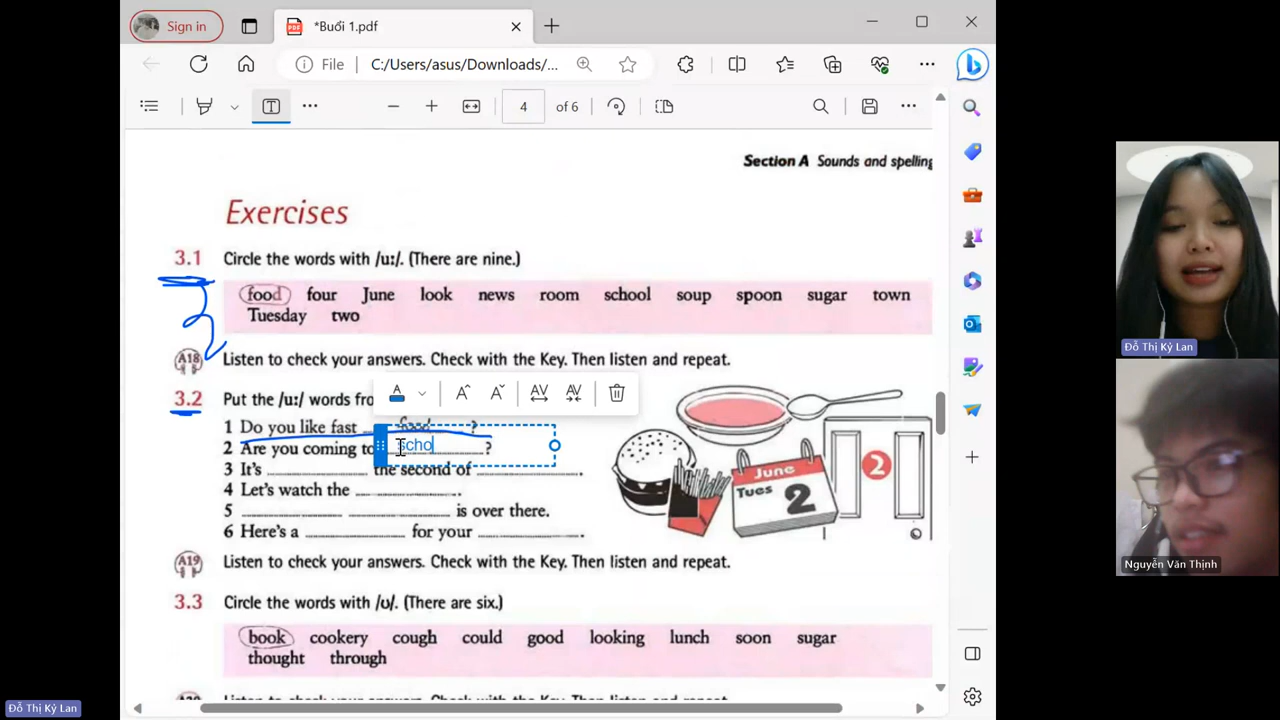 Sign in
*Buổi 1.pdf
File
C:/Users/asus/Downloads/...
4 of 6
Section A Sounds and spelling
Exercises
3.1 Circle the words with /uː/. (There are nine.)
food four June look news room school soup spoon sugar town
Tuesday two
A18 Listen to check your answers. Check with the Key. Then listen and repeat.
3.2 Put the /uː/ words fro
1 Do you like fast food ?
2 Are you coming to scho ?
3 It's the second of .
4 Let's watch the .
5 is over there.
6 Here's a for your .
June
Tues
2
2
A19 Listen to check your answers. Check with the Key. Then listen and repeat.
3.3 Circle the words with /ʊ/. (There are six.)
book cookery cough could good looking lunch soon sugar
thought through
Đỗ Thị Ký Lan
Nguyễn Văn Thịnh
Đỗ Thị Ký Lan